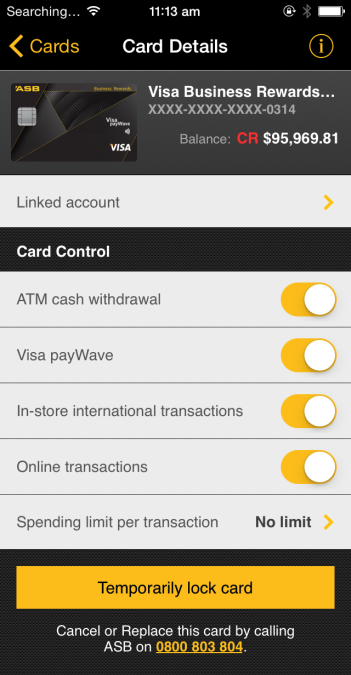 Searching... 11:13 am
Cards Card Details i
ASB Business Rewards
Visa
payWave
VISA
Visa Business Rewards...
XXXX-XXXX-XXXX-0314
Balance: CR $95,969.81
Linked account
Card Control
ATM cash withdrawal
Visa payWave
In-store international transactions
Online transactions
Spending limit per transaction No limit
Temporarily lock card
Cancel or Replace this card by calling
ASB on 0800 803 804.